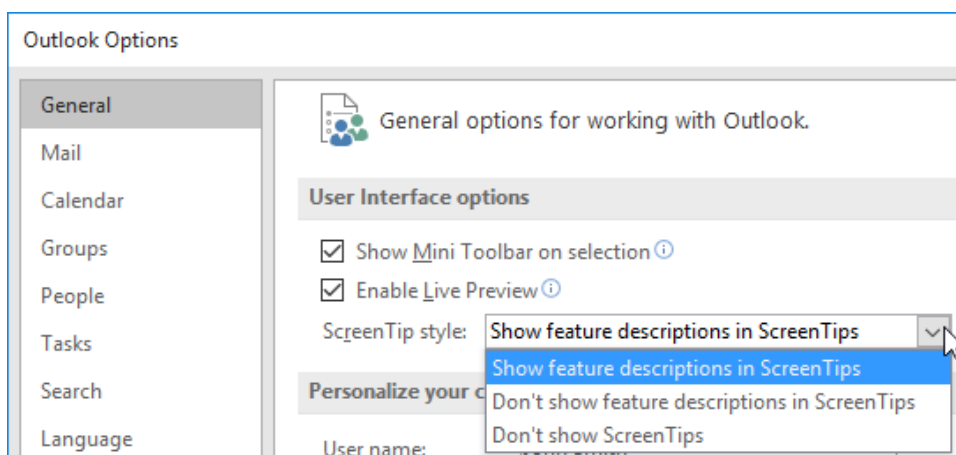 Outlook Options
General
Mail
Calendar
Groups
People
Tasks
Search
Language
General options for working with Outlook.
User Interface options
Show Mini Toolbar on selection
Enable Live Preview
ScreenTip style: Show feature descriptions in ScreenTips
Show feature descriptions in ScreenTips
Don't show feature descriptions in ScreenTips
Don't show ScreenTips
Personalize your c
User name: